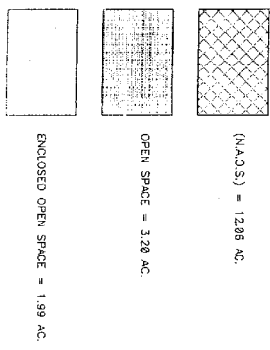 (N.A.O.S.) = 12.06 AC.
OPEN SPACE = 3.20 AC.
ENCLOSED OPEN SPACE = 1.99 AC.